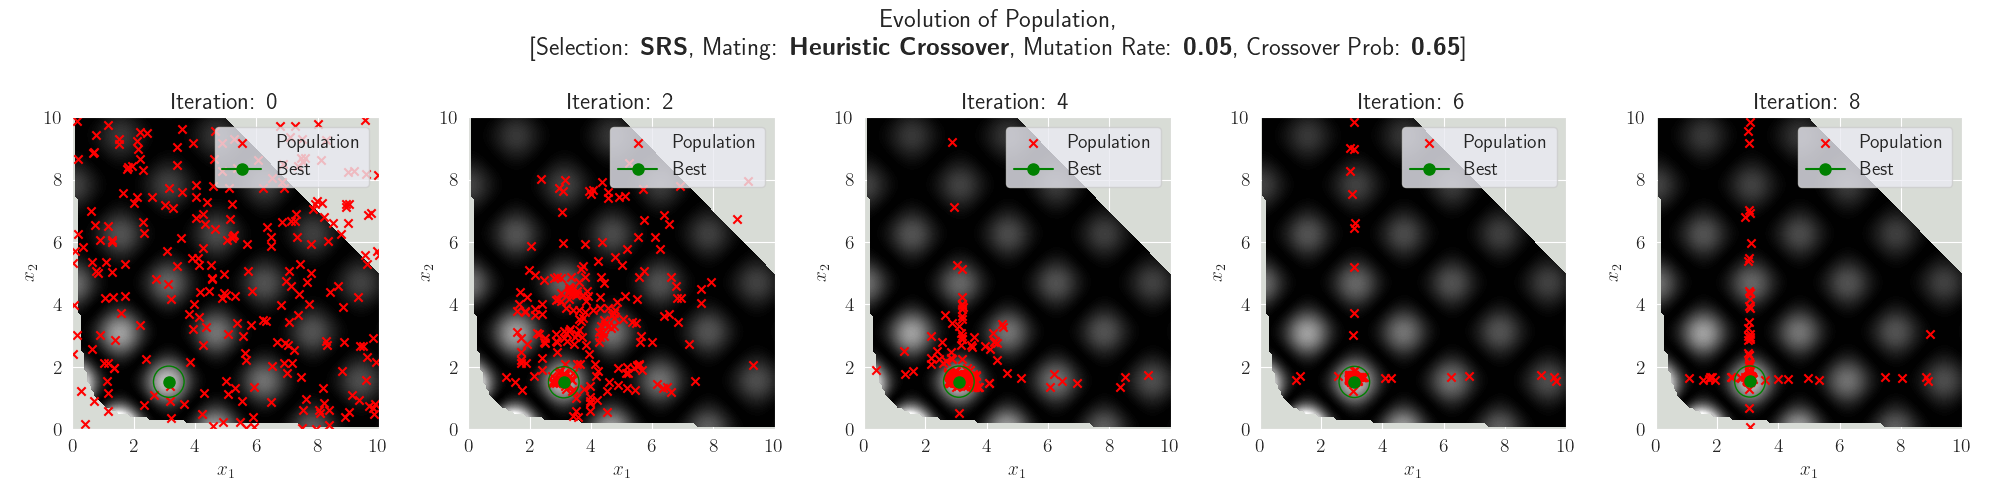 Evolution of Population,
[Selection: SRS, Mating: Heuristic Crossover, Mutation Rate: 0.05, Crossover Prob: 0.65]
Iteration: 0
10
8
6
4
2
0
x2
0 2 4 6 8 10
x1
Population
Best
Iteration: 2
10
8
6
4
2
0
x2
0 2 4 6 8 10
x1
Population
Best
Iteration: 4
10
8
6
4
2
0
x2
0 2 4 6 8 10
x1
Population
Best
Iteration: 6
10
8
6
4
2
0
x2
0 2 4 6 8 10
x1
Population
Best
Iteration: 8
10
8
6
4
2
0
x2
0 2 4 6 8 10
x1
Population
Best